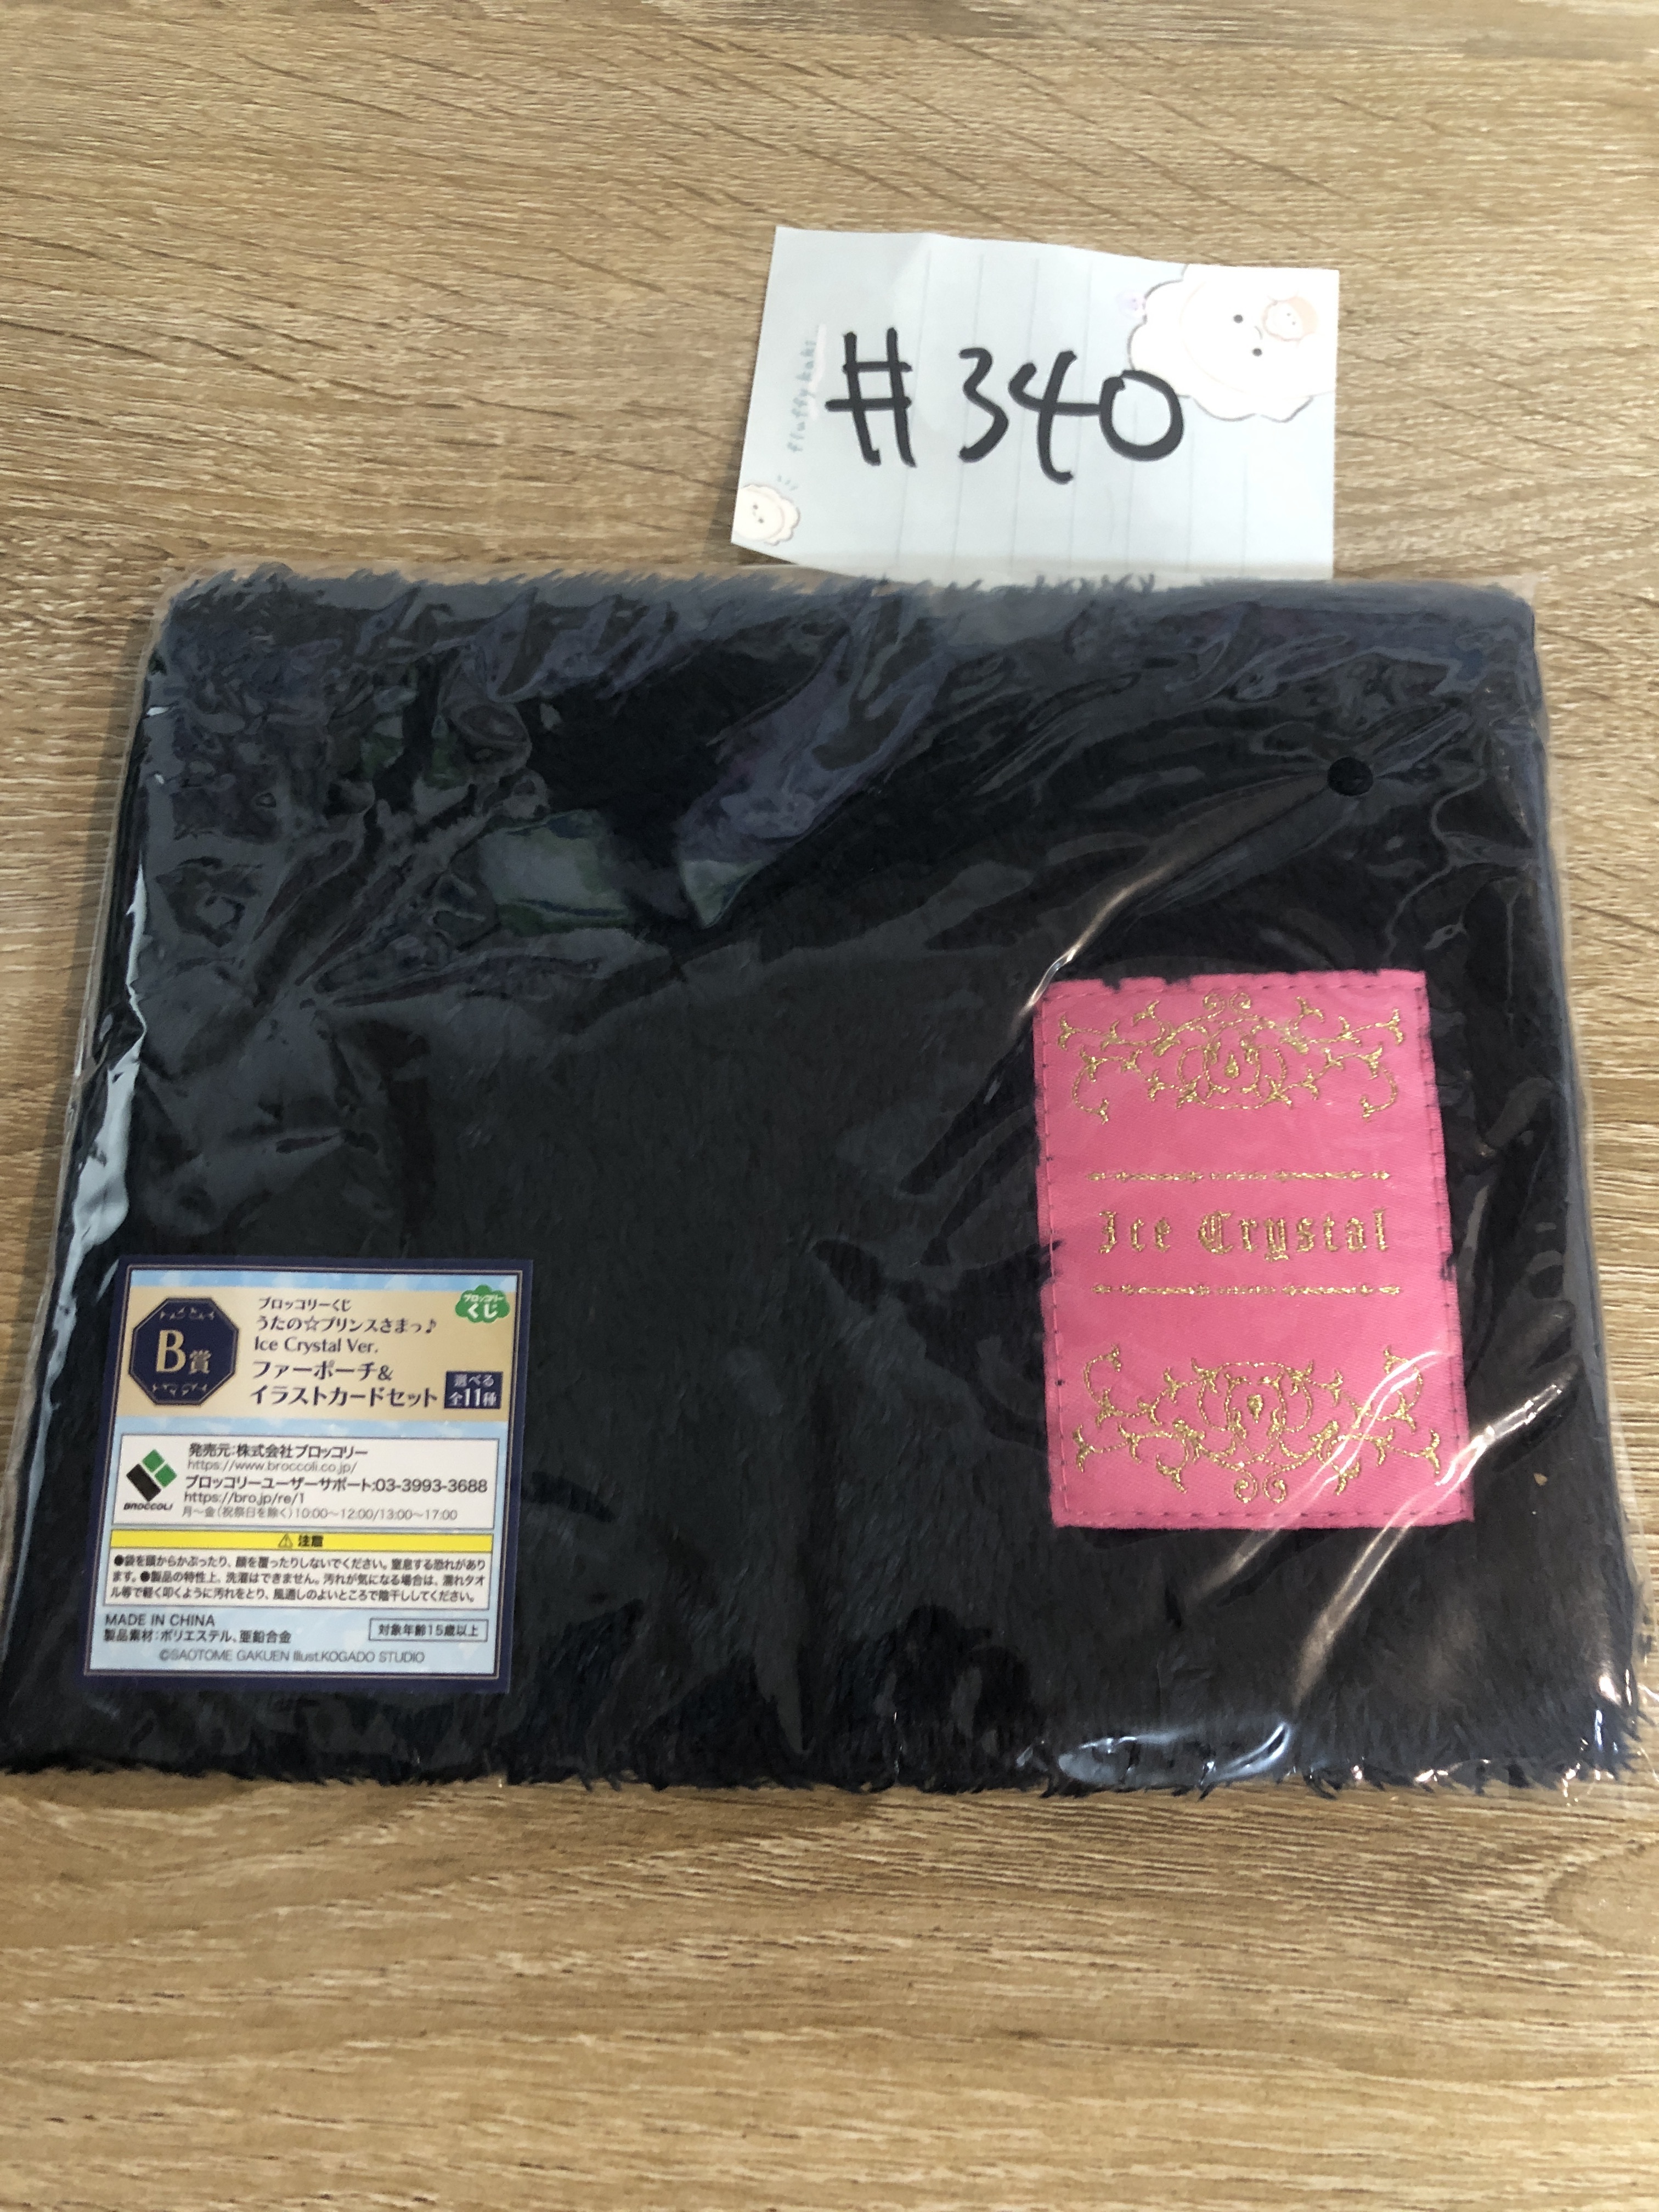 fluffy kaki
#340
Ice Crystal
B賞
ブロッコリーくじ
うたの☆プリンスさまっ♪
Ice Crystal Ver.
ファーポーチ&
イラストカードセット
選べる
全11種
ブロッコリー
くじ
BROCCOLI
発売元:株式会社ブロッコリー
https://www.broccoli.co.jp/
ブロッコリーユーザーサポート:03-3993-3688
https://bro.jp/re/1
月〜金(祝祭日を除く)10:00〜12:00/13:00〜17:00
⚠注意
●袋を頭からかぶったり、顔を覆ったりしないでください。窒息する恐れがあり
ます。●製品の特性上、洗濯はできません。汚れが気になる場合は、濡れタオ
ル等で軽く叩くように汚れをとり、風通しのよいところで陰干ししてください。
MADE IN CHINA
製品素材:ポリエステル、亜鉛合金
対象年齢15歳以上
©SAOTOME GAKUEN Illust.KOGADO STUDIO